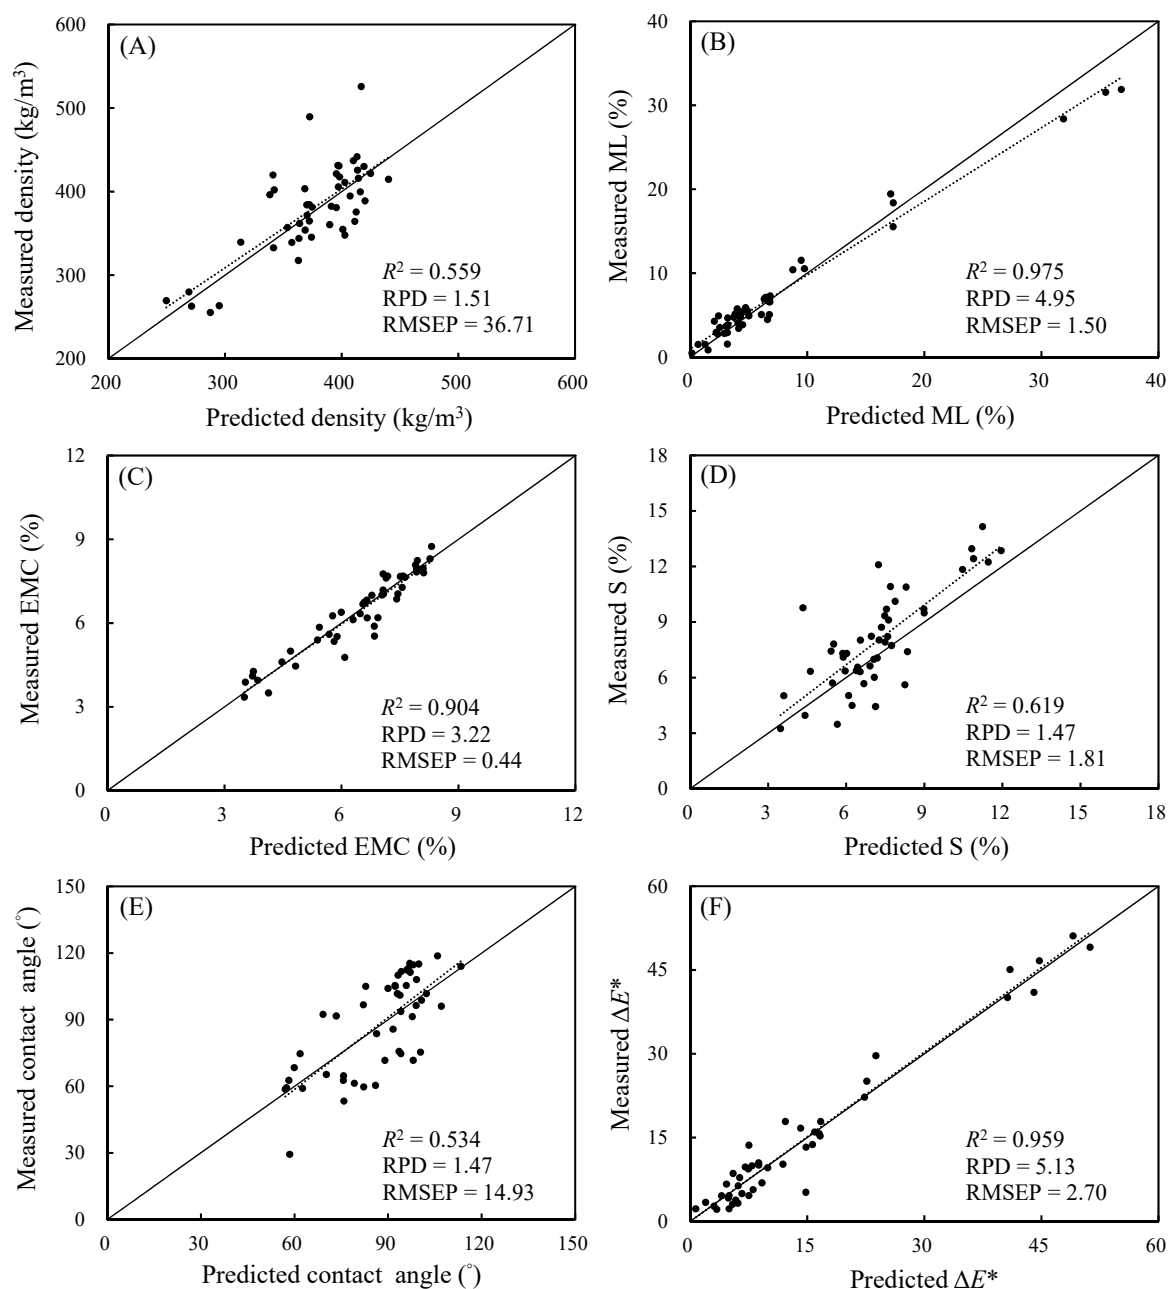 (A)
Measured density (kg/m³)
600
500
400
300
200
R² = 0.559
RPD = 1.51
RMSEP = 36.71
200 300 400 500 600
Predicted density (kg/m³)
(B)
Measured ML (%)
40
30
20
10
0
R² = 0.975
RPD = 4.95
RMSEP = 1.50
0 10 20 30 40
Predicted ML (%)
(C)
Measured EMC (%)
12
9
6
3
0
R² = 0.904
RPD = 3.22
RMSEP = 0.44
0 3 6 9 12
Predicted EMC (%)
(D)
Measured S (%)
18
15
12
9
6
3
0
R² = 0.619
RPD = 1.47
RMSEP = 1.81
0 3 6 9 12 15 18
Predicted S (%)
(E)
Measured contact angle (°)
150
120
90
60
30
0
R² = 0.534
RPD = 1.47
RMSEP = 14.93
0 30 60 90 120 150
Predicted contact angle (°)
(F)
Measured ΔE*
60
45
30
15
0
R² = 0.959
RPD = 5.13
RMSEP = 2.70
0 15 30 45 60
Predicted ΔE*